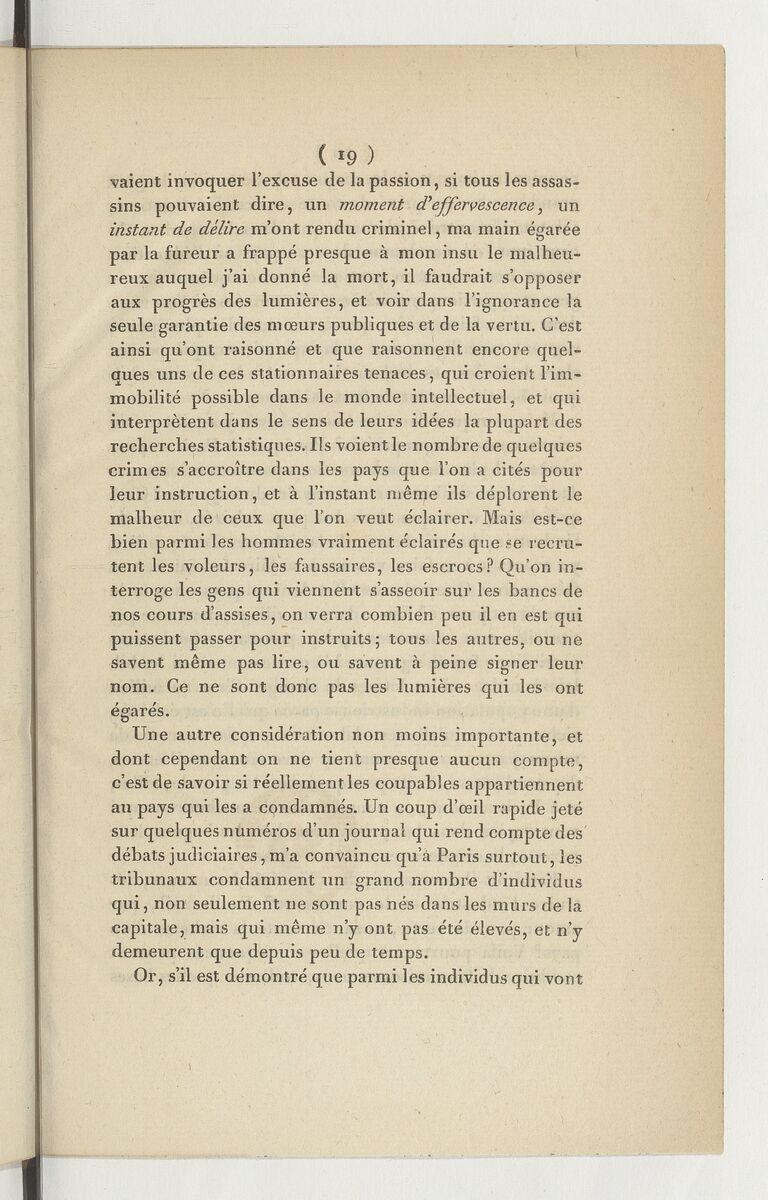 ( 19 )
vaient invoquer l'excuse de la passion, si tous les assas-
sins pouvaient dire, un moment d'effervescence, un
instant de délire m'ont rendu criminel, ma main égarée
par la fureur a frappé presque à mon insu le malheu-
reux auquel j'ai donné la mort, il faudrait s'opposer
aux progrès des lumières, et voir dans l'ignorance la
seule garantie des mœurs publiques et de la vertu. C'est
ainsi qu'ont raisonné et que raisonnent encore quel-
ques uns de ces stationnaires tenaces, qui croient l'im-
mobilité possible dans le monde intellectuel, et qui
interprètent dans le sens de leurs idées la plupart des
recherches statistiques. Ils voient le nombre de quelques
crimes s'accroître dans les pays que l'on a cités pour
leur instruction, et à l'instant même ils déplorent le
malheur de ceux que l'on veut éclairer. Mais est-ce
bien parmi les hommes vraiment éclairés que se recru-
tent les voleurs, les faussaires, les escrocs? Qu'on in-
terroge les gens qui viennent s'asseoir sur les bancs de
nos cours d'assises, on verra combien peu il en est qui
puissent passer pour instruits; tous les autres, ou ne
savent même pas lire, ou savent à peine signer leur
nom. Ce ne sont donc pas les lumières qui les ont
égarés.
Une autre considération non moins importante, et
dont cependant on ne tient presque aucun compte,
c'est de savoir si réellement les coupables appartiennent
au pays qui les a condamnés. Un coup d'œil rapide jeté
sur quelques numéros d'un journal qui rend compte des
débats judiciaires, m'a convaincu qu'à Paris surtout, les
tribunaux condamnent un grand nombre d'individus
qui, non seulement ne sont pas nés dans les murs de la
capitale, mais qui même n'y ont pas été élevés, et n'y
demeurent que depuis peu de temps.
Or, s'il est démontré que parmi les individus qui vont